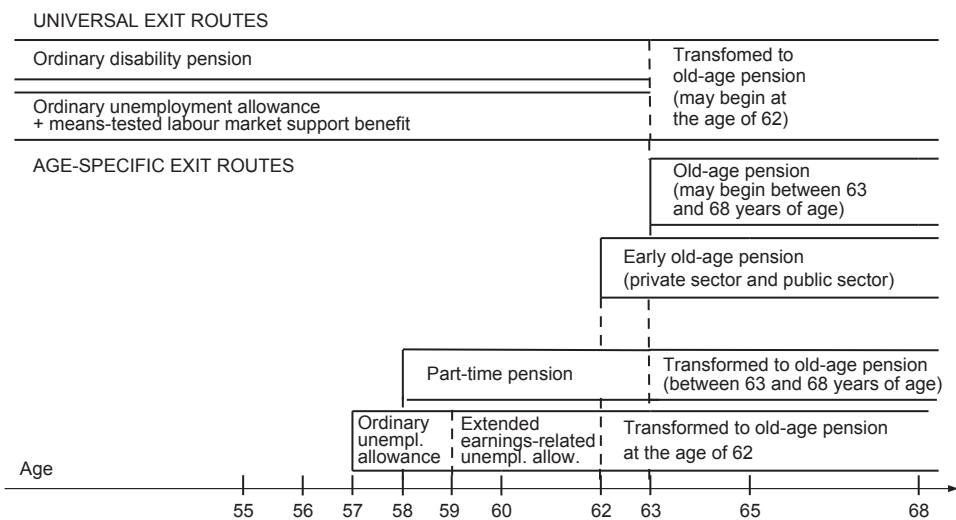 UNIVERSAL EXIT ROUTES
Ordinary disability pension
Transfomed to
old-age pension
(may begin at
the age of 62)
Ordinary unemployment allowance
+ means-tested labour market support benefit
AGE-SPECIFIC EXIT ROUTES
Old-age pension
(may begin between 63
and 68 years of age)
Early old-age pension
(private sector and public sector)
Part-time pension
Transformed to old-age pension
(between 63 and 68 years of age)
Ordinary
unempl.
allowance
Extended
earnings-related
unempl. allow.
Transformed to old-age pension
at the age of 62
Age
55 56 57 58 59 60 62 63 65 68